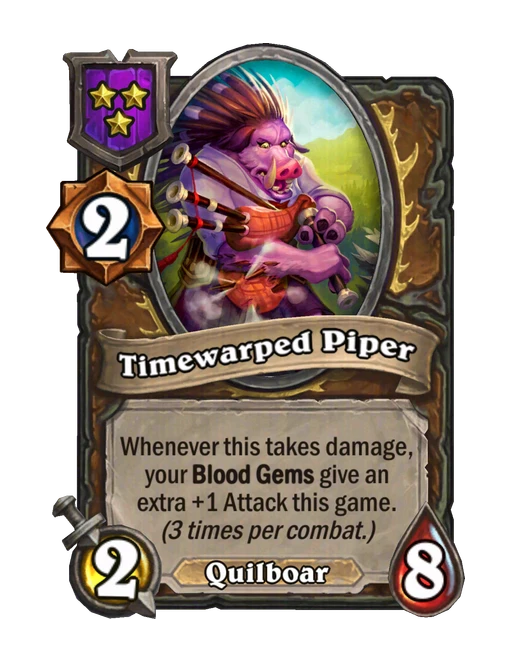 2
Timewarped Piper
Whenever this takes damage,
your Blood Gems give an
extra +1 Attack this game.
(3 times per combat.)
2
Quilboar
8